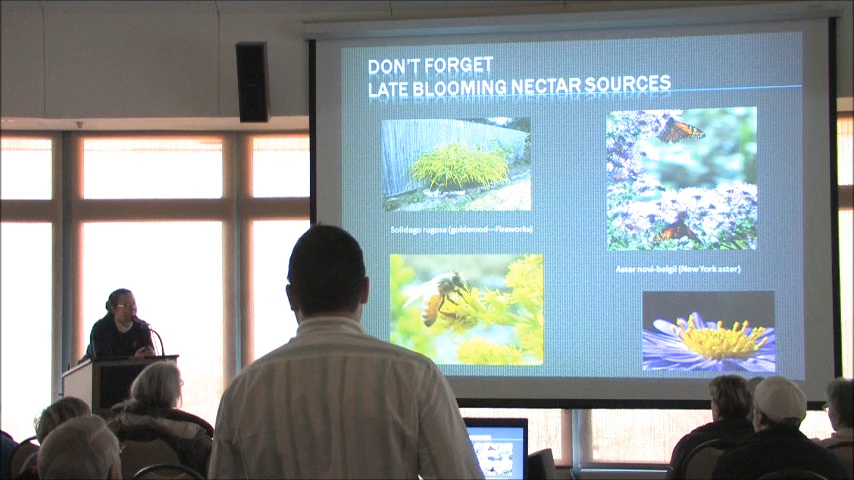 DON'T FORGET
LATE BLOOMING NECTAR SOURCES
Solidago rugosa (goldenrod—Fireworks)
Aster novi-belgii (New York aster)